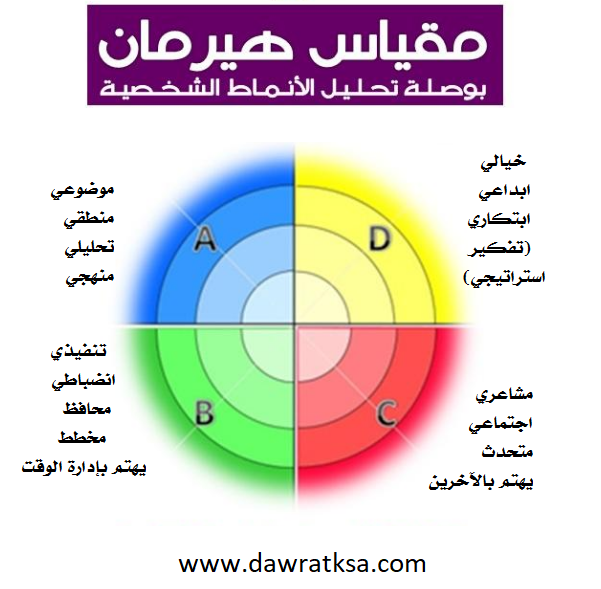 مقياس هيرمان
بوصلة تحليل الأنماط الشخصية
خيالي
ابداعي
ابتكاري
(تفكير
استراتيجي)
D
موضوعي
منطقي
تحليلي
منهجي
A
مشاعري
اجتماعي
متحدث
يهتم بالآخرين
C
تنفيذي
انضباطي
محافظ
مخطط
يهتم بإدارة الوقت
B
www.dawratksa.com